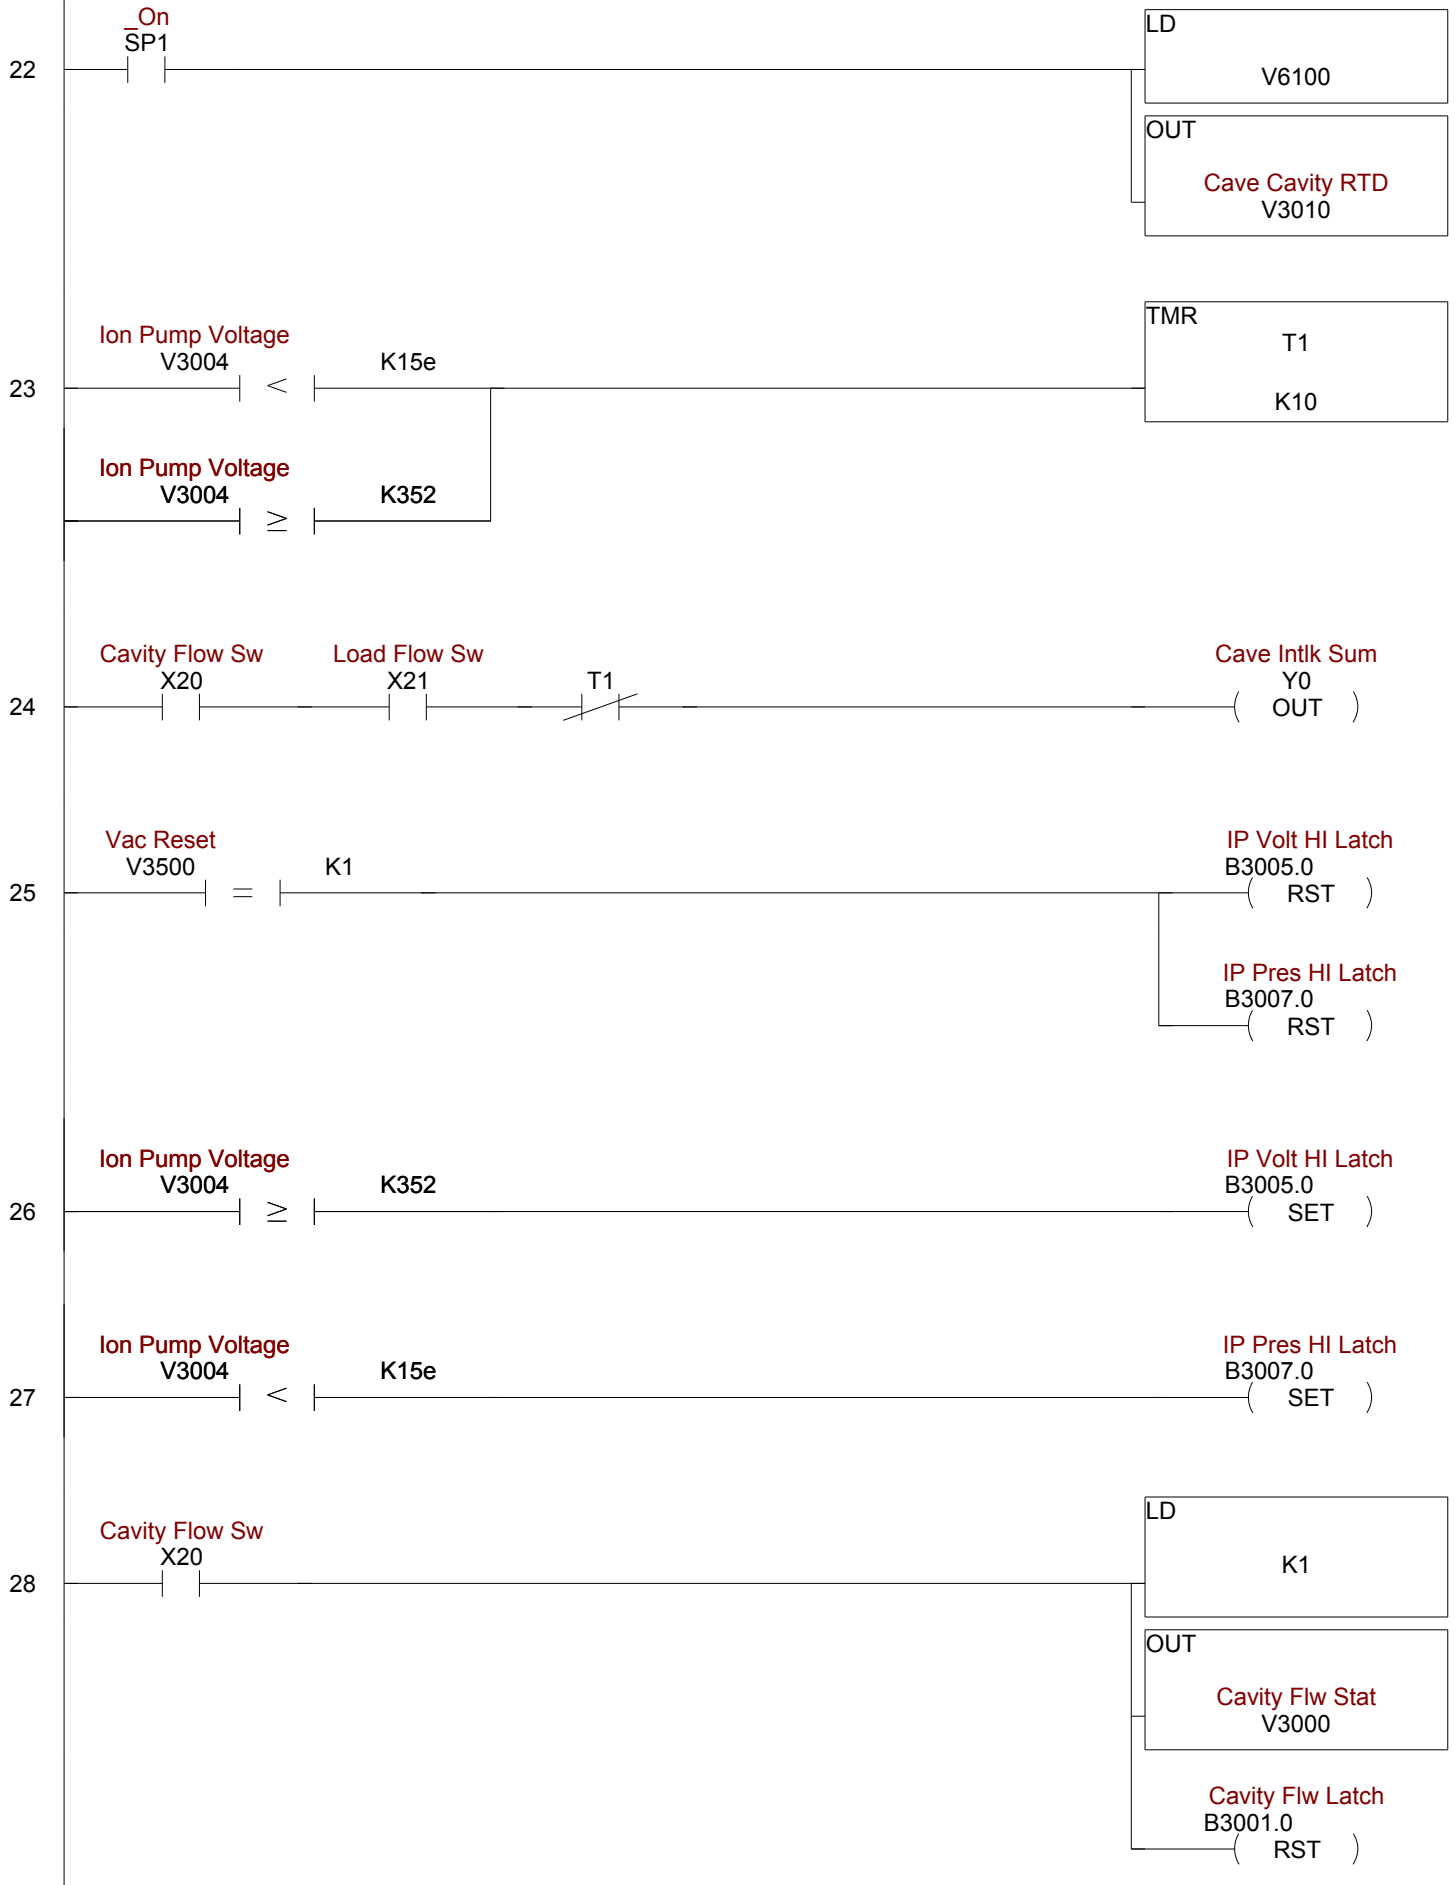 _On
SP1
22
LD
V6100
OUT
Cave Cavity RTD
V3010
TMR
T1
K10
Ion Pump Voltage
V3004 < K15e
23
Ion Pump Voltage
V3004 ≥ K352
Cavity Flow Sw Load Flow Sw Cave Intlk Sum
X20 X21 T1 Y0
24 OUT
Vac Reset IP Volt HI Latch
V3500 K1 B3005.0
25 = RST
IP Pres HI Latch
B3007.0
RST
Ion Pump Voltage IP Volt HI Latch
V3004 K352 B3005.0
26 ≥ SET
Ion Pump Voltage IP Pres HI Latch
V3004 K15e B3007.0
27 < SET
Cavity Flow Sw
X20
28
LD
K1
OUT
Cavity Flw Stat
V3000
Cavity Flw Latch
B3001.0
RST